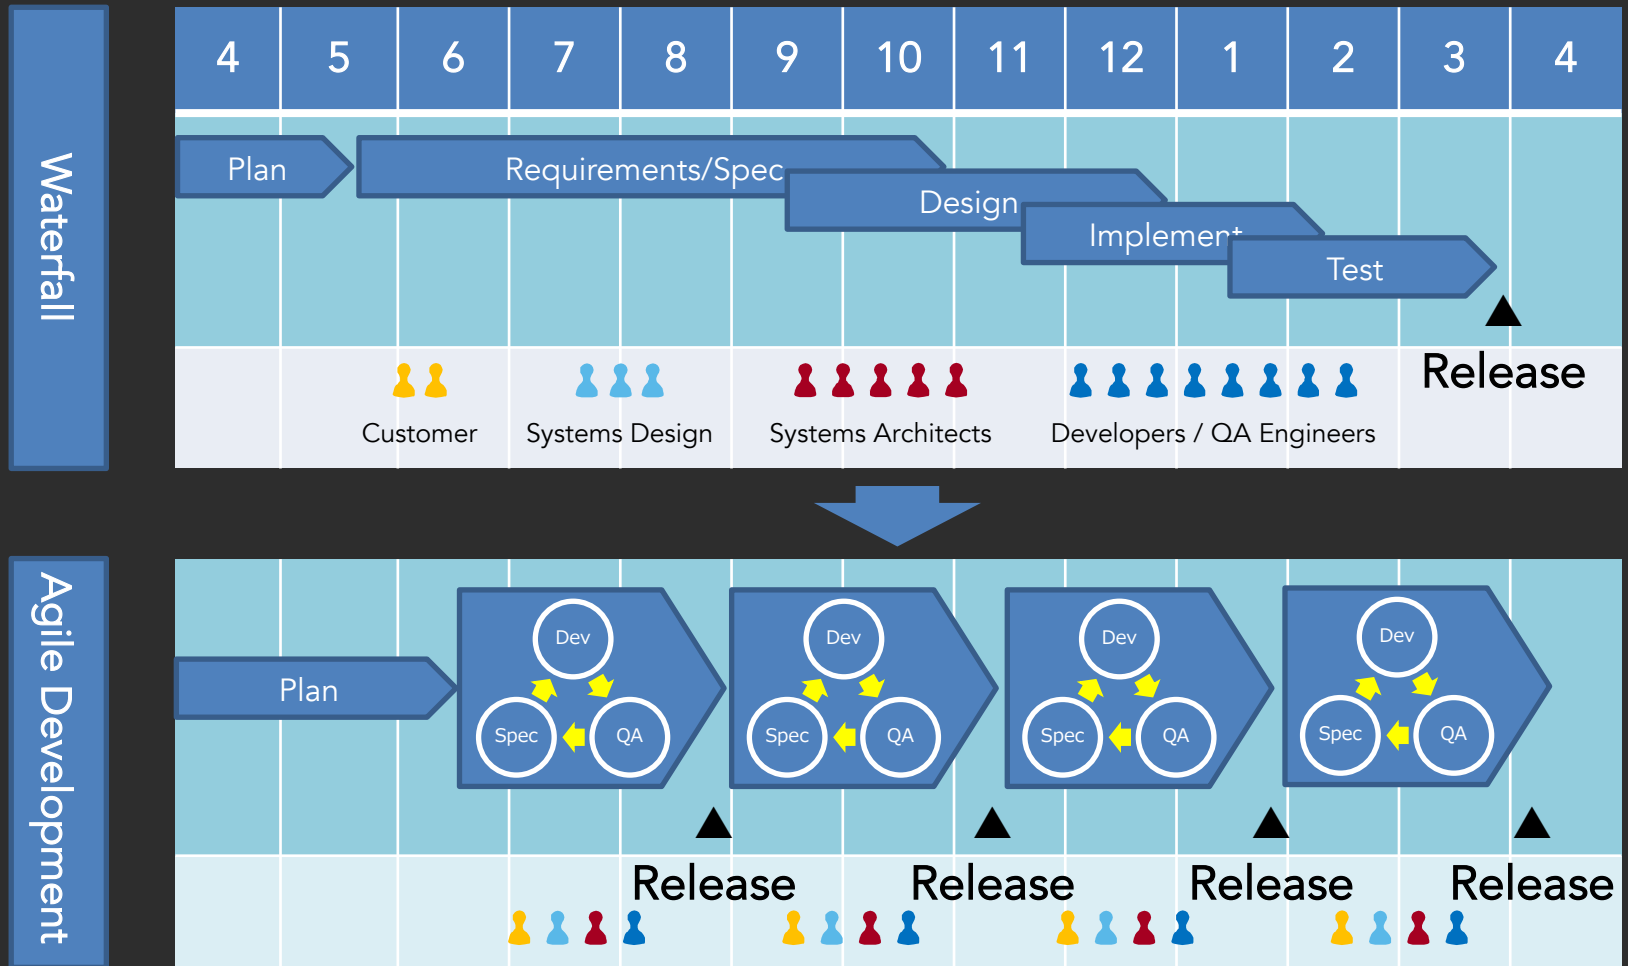 Waterfall
4 5 6 7 8 9 10 11 12 1 2 3 4
Plan
Requirements/Spec
Design
Implement
Test
Release
Customer
Systems Design
Systems Architects
Developers / QA Engineers
Agile Development
Plan
Dev
Spec
QA
Dev
Spec
QA
Dev
Spec
QA
Dev
Spec
QA
Release
Release
Release
Release